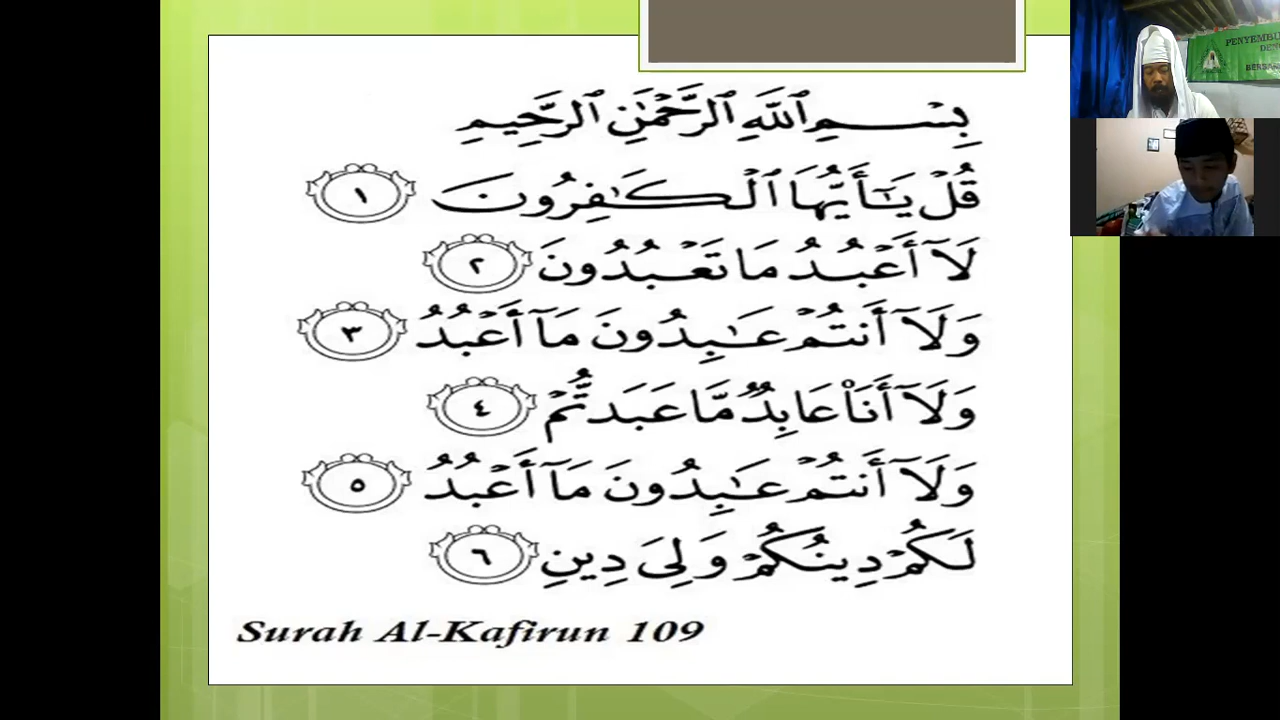 بِسْمِ ٱللَّهِ ٱلرَّحْمَٰنِ ٱلرَّحِيمِ
قُلْ يَٰٓأَيُّهَا ٱلْكَٰفِرُونَ ١
لَآ أَعْبُدُ مَا تَعْبُدُونَ ٢
وَلَآ أَنتُمْ عَٰبِدُونَ مَآ أَعْبُدُ ٣
وَلَآ أَنَا۠ عَابِدٌ مَّا عَبَدتُّمْ ٤
وَلَآ أَنتُمْ عَٰبِدُونَ مَآ أَعْبُدُ ٥
لَكُمْ دِينُكُمْ وَلِىَ دِينِ ٦
Surah Al-Kafirun 109